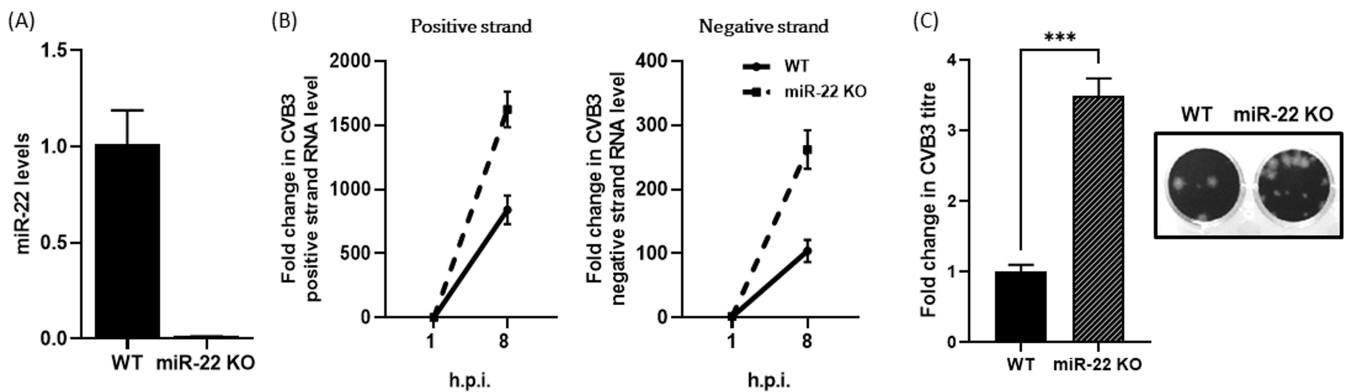 (A)
miR-22 levels
1.5
1.0
0.5
0.0
WT
miR-22 KO
(B)
Positive strand
Fold change in CVB3
positive strand RNA level
2000
1500
1000
500
0
1
8
h.p.i.
Negative strand
Fold change in CVB3
negative strand RNA level
400
300
200
100
0
1
8
h.p.i.
WT
miR-22 KO
(C)
***
Fold change in CVB3 titre
4
3
2
1
0
WT
miR-22 KO
WT
miR-22 KO